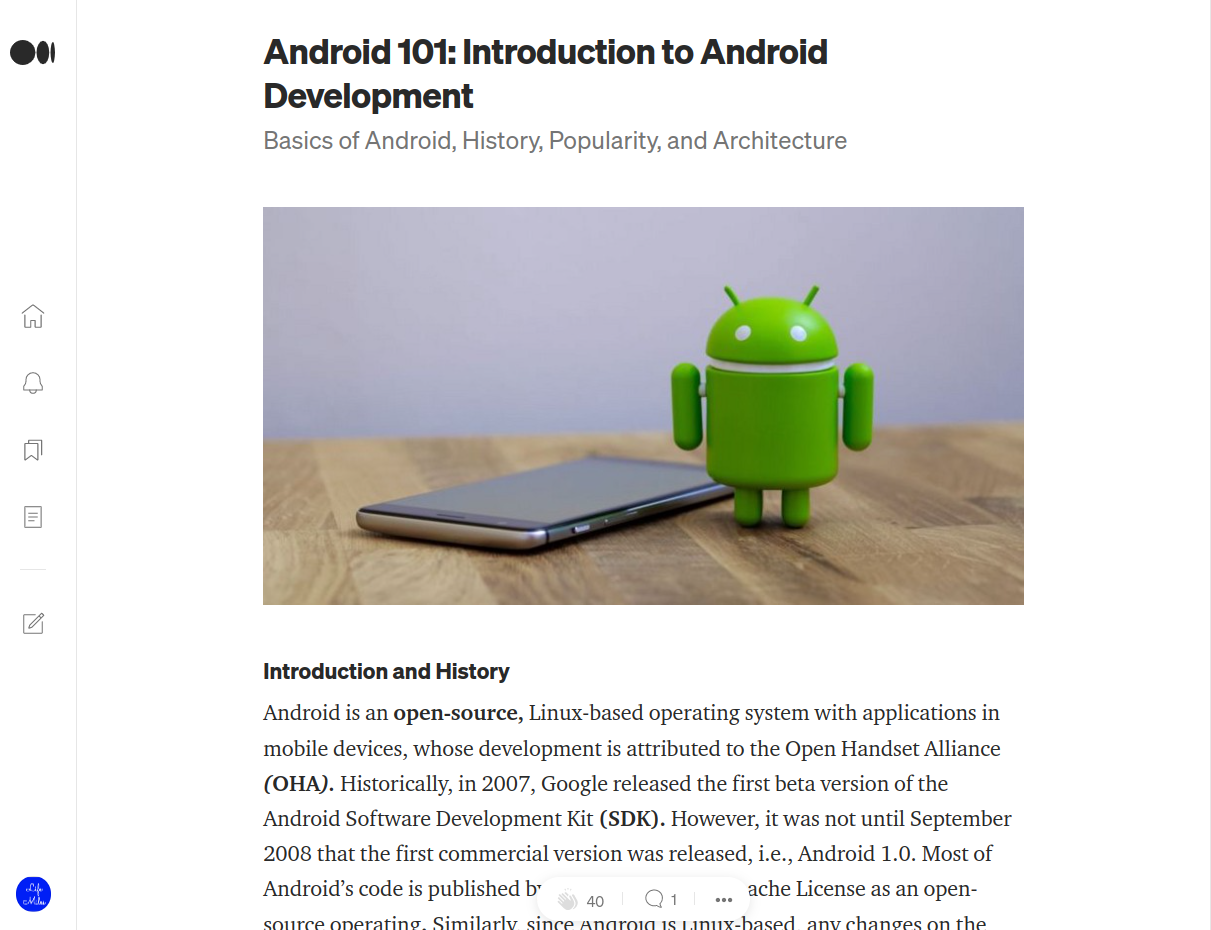 Android 101: Introduction to Android
Development
Basics of Android, History, Popularity, and Architecture
Introduction and History
Android is an open-source, Linux-based operating system with applications in
mobile devices, whose development is attributed to the Open Handset Alliance
(OHA). Historically, in 2007, Google released the first beta version of the
Android Software Development Kit (SDK). However, it was not until September
2008 that the first commercial version was released, i.e., Android 1.0. Most of
Android’s code is published License as an open-
source operating. Similarly, since Android is Linux-based, any changes on the
40
1
Life
Miles